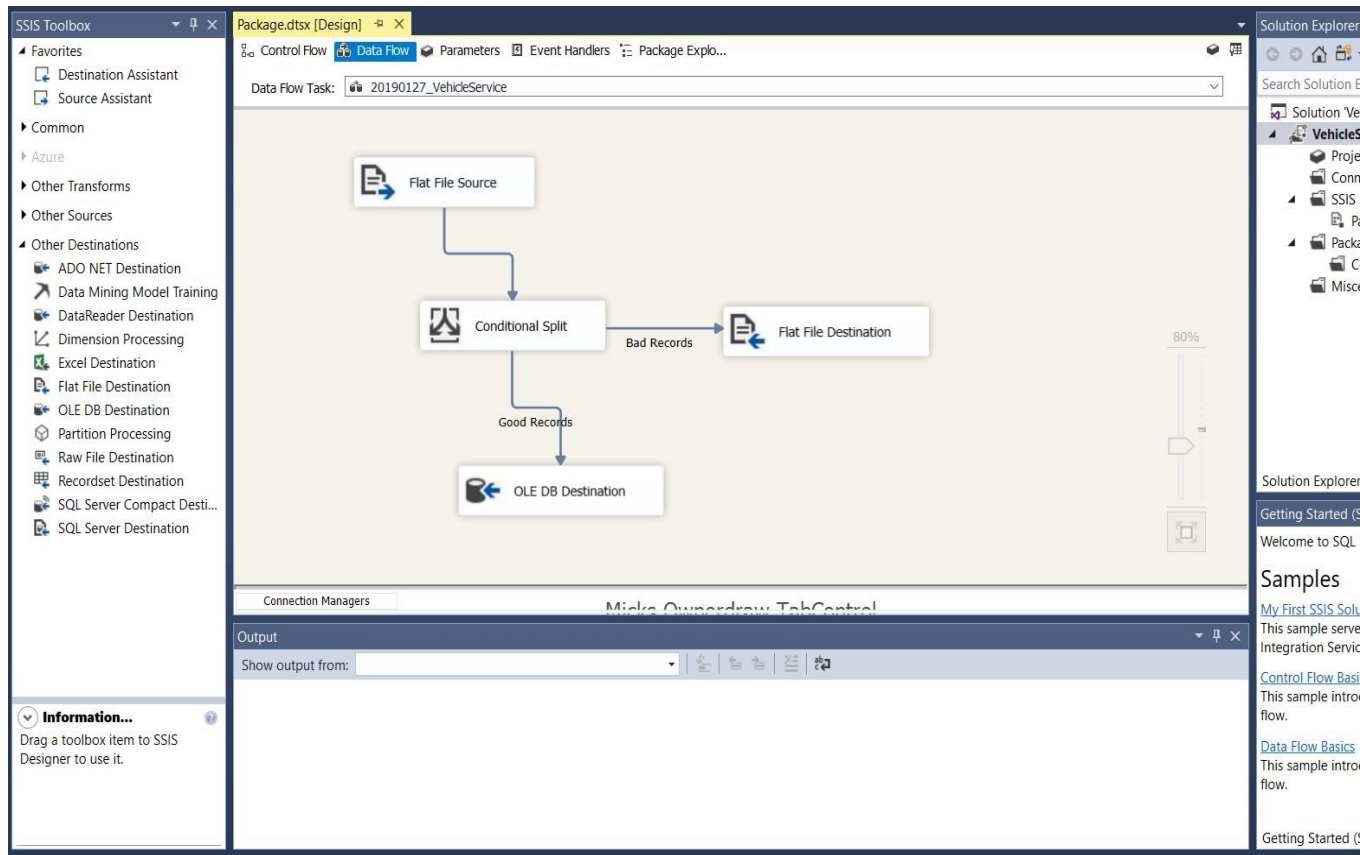 SSIS Toolbox
Favorites
Destination Assistant
Source Assistant
Common
Azure
Other Transforms
Other Sources
Other Destinations
ADO NET Destination
Data Mining Model Training
DataReader Destination
Dimension Processing
Excel Destination
Flat File Destination
OLE DB Destination
Partition Processing
Raw File Destination
Recordset Destination
SQL Server Compact Desti...
SQL Server Destination
Information...
Drag a toolbox item to SSIS
Designer to use it.
Package.dtsx [Design]
Control Flow Data Flow Parameters Event Handlers Package Explo...
Data Flow Task: 20190127_VehicleService
Flat File Source
Conditional Split
Bad Records
Flat File Destination
Good Records
OLE DB Destination
80%
Connection Managers
Micks Ownerdraw TabControl
Output
Show output from:
Solution Explorer
Search Solution E
Solution 'Ve
VehicleS
Proje
Conn
SSIS
Pa
Packa
C
Misce
Solution Explorer
Getting Started (S
Welcome to SQL
Samples
My First SSIS Solu
This sample serve
Integration Servic
Control Flow Basi
This sample introd
flow.
Data Flow Basics
This sample introd
flow.
Getting Started (S